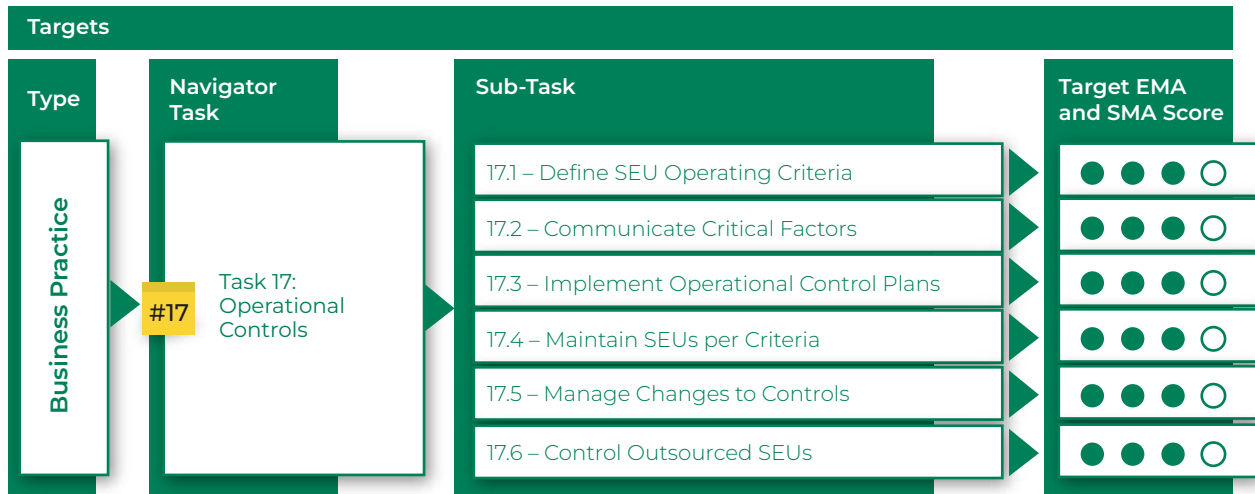 Targets
Type
Navigator
Task
Sub-Task
Target EMA
and SMA Score
Business Practice
#17
Task 17:
Operational
Controls
17.1 – Define SEU Operating Criteria
17.2 – Communicate Critical Factors
17.3 – Implement Operational Control Plans
17.4 – Maintain SEUs per Criteria
17.5 – Manage Changes to Controls
17.6 – Control Outsourced SEUs